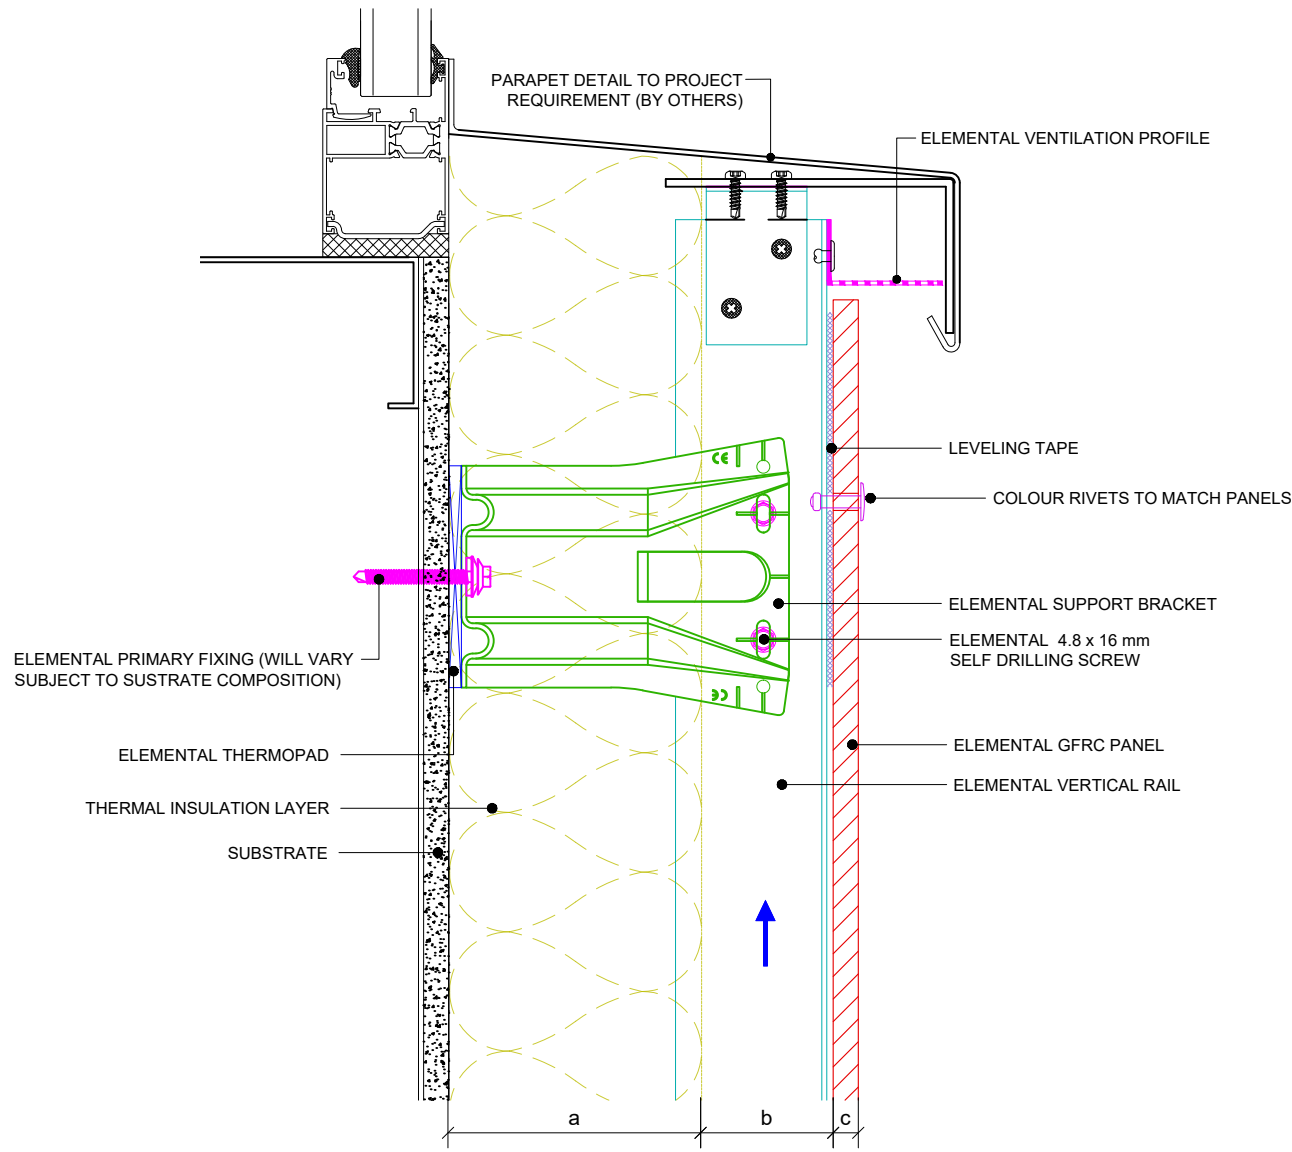 PARAPET DETAIL TO PROJECT
REQUIREMENT (BY OTHERS)
ELEMENTAL VENTILATION PROFILE
LEVELING TAPE
COLOUR RIVETS TO MATCH PANELS
ELEMENTAL SUPPORT BRACKET
ELEMENTAL 4.8 x 16 mm
SELF DRILLING SCREW
ELEMENTAL PRIMARY FIXING (WILL VARY
SUBJECT TO SUSTRATE COMPOSITION)
ELEMENTAL GFRC PANEL
ELEMENTAL THERMOPAD
ELEMENTAL VERTICAL RAIL
THERMAL INSULATION LAYER
SUBSTRATE
CE
CE
a
b
c